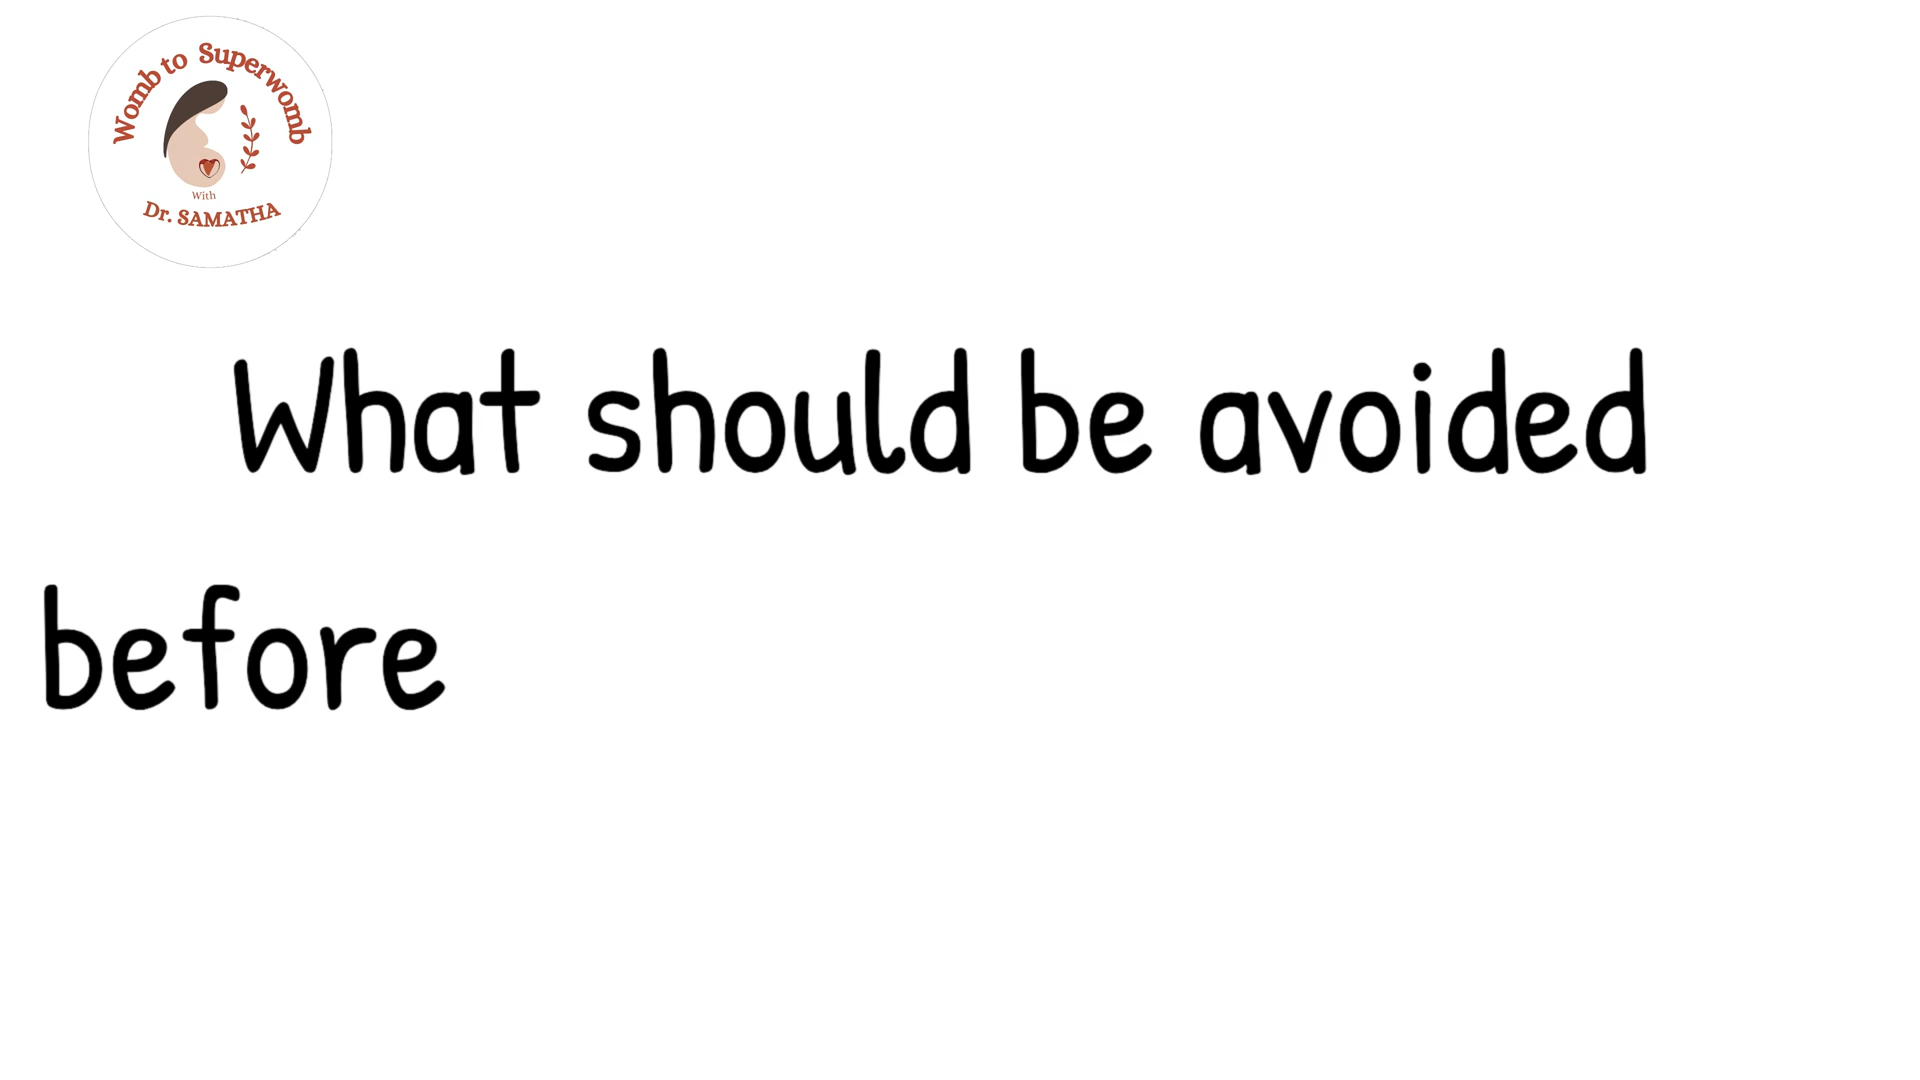 Womb to Superwomb
With
Dr. SAMATHA
What should be avoided
before